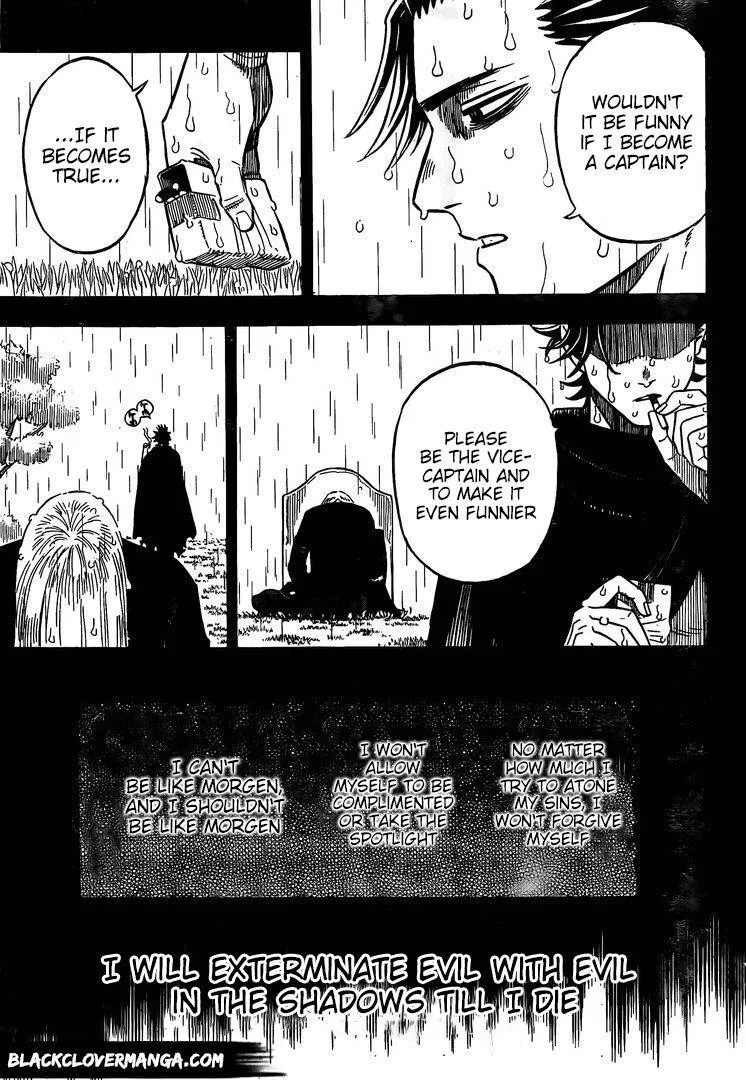 WOULDN'T
IT BE FUNNY
IF I BECOME
A CAPTAIN?
...IF IT
BECOMES
TRUE...
PLEASE
BE THE VICE-
CAPTAIN AND
TO MAKE IT
EVEN FUNNIER
NO MATTER
HOW MUCH I
TRY TO ATONE
MY SINS, I
WON'T FORGIVE
MYSELF
I WON'T
ALLOW
MYSELF TO BE
COMPLIMENTED
OR TAKE THE
SPOTLIGHT
I CAN'T
BE LIKE MORGEN,
AND I SHOULDN'T
BE LIKE MORGEN
I WILL EXTERMINATE EVIL WITH EVIL
IN THE SHADOWS TILL I DIE
BLACKCLOVERMANGA.COM